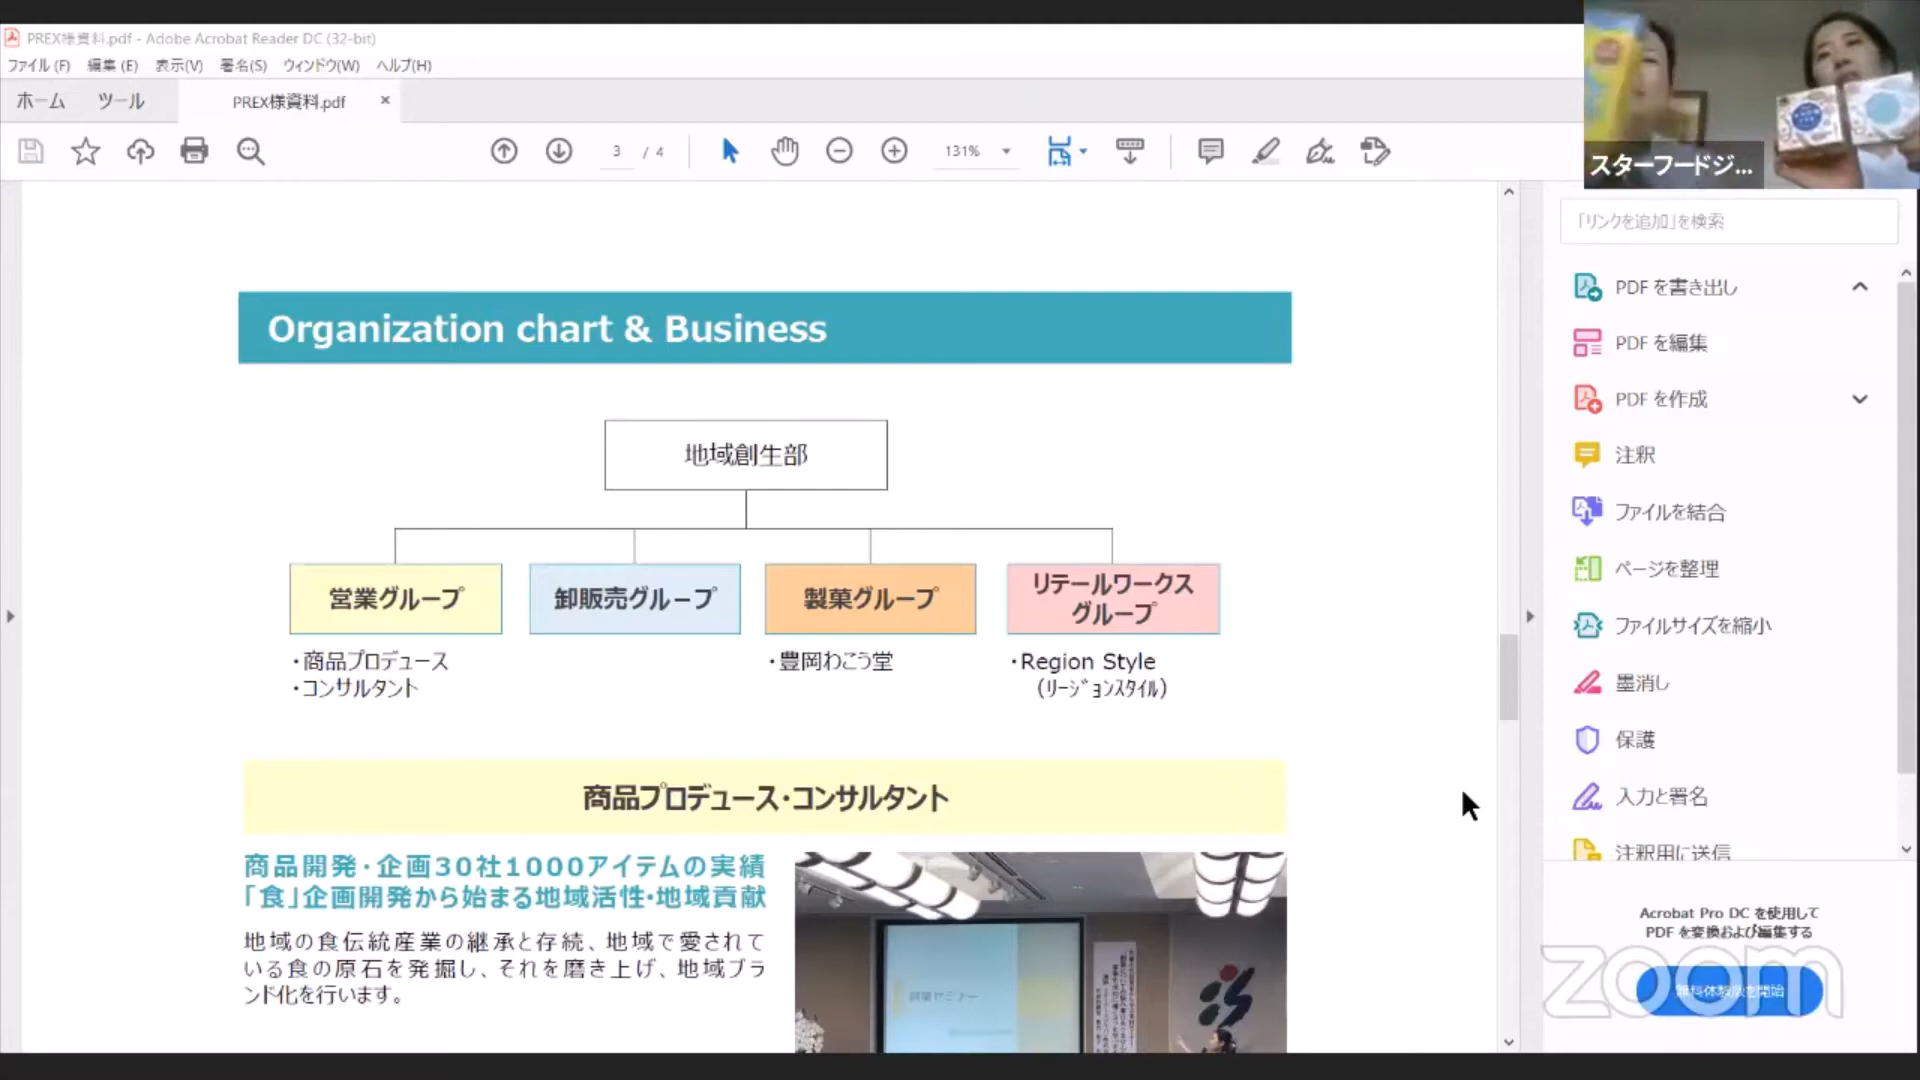 PREX様資料.pdf - Adobe Acrobat Reader DC (32-bit)
ファイル(F) 編集(E) 表示(V) 署名(S) ウィンドウ(W) ヘルプ(H)
ホーム ツール PREX様資料.pdf ×
3 / 4 131%
スターフードジ...
「リンクを追加」を検索
Organization chart & Business
地域創生部
営業グループ
卸販売グループ
製菓グループ
リテールワークス
グループ
・商品プロデュース
・コンサルタント
・豊岡わこう堂
・Region Style
(ﾘｰｼﾞｮﾝｽﾀｲﾙ)
商品プロデュース・コンサルタント
商品開発・企画30社1000アイテムの実績
「食」企画開発から始まる地域活性・地域貢献
地域の食伝統産業の継承と存続、地域で愛されて
いる食の原石を発掘し、それを磨き上げ、地域ブラ
ンド化を行います。
創業セミナー
PDF を書き出し
PDF を編集
PDF を作成
注釈
ファイルを結合
ページを整理
ファイルサイズを縮小
墨消し
保護
入力と署名
注釈用に送信
Acrobat Pro DC を使用して
PDF を変換および編集する
無料体験版を開始
zoom